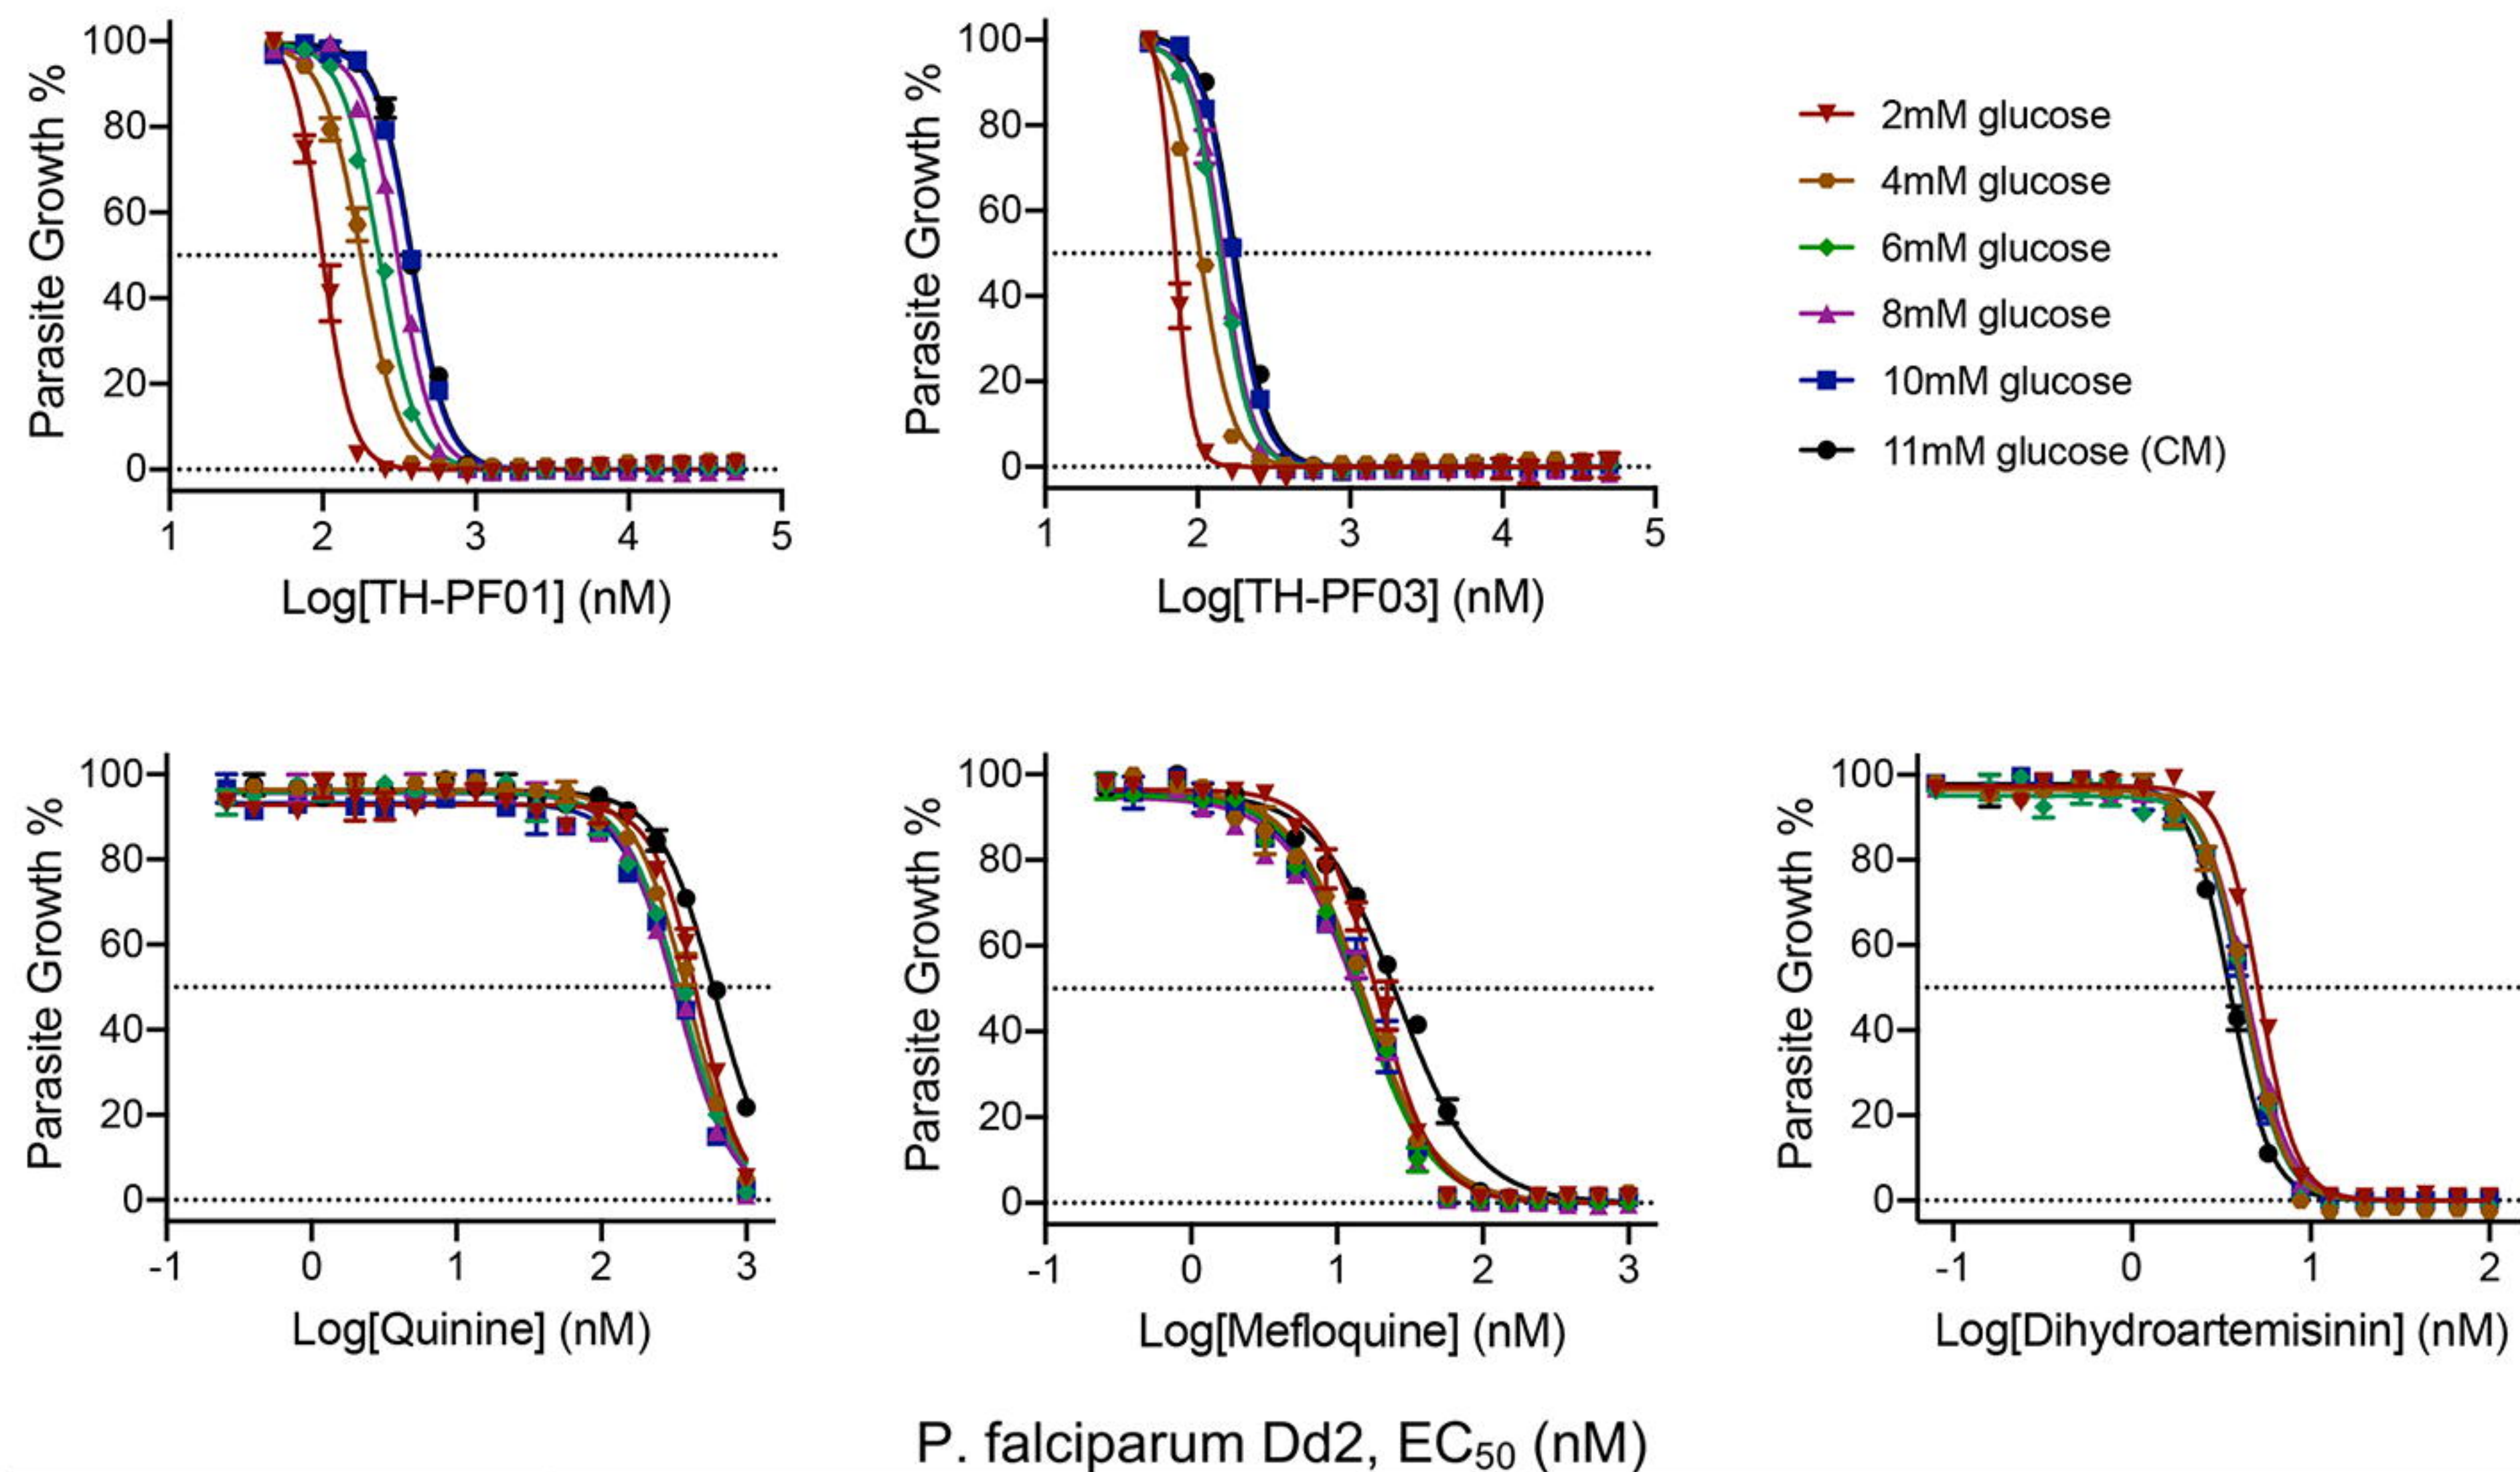 Parasite Growth %
100
80
60
40
20
0
1 2 3 4 5
Log[TH-PF01] (nM)
Parasite Growth %
100
80
60
40
20
0
1 2 3 4 5
Log[TH-PF03] (nM)
2mM glucose
4mM glucose
6mM glucose
8mM glucose
10mM glucose
11mM glucose (CM)
Parasite Growth %
100
80
60
40
20
0
-1 0 1 2 3
Log[Quinine] (nM)
Parasite Growth %
100
80
60
40
20
0
-1 0 1 2 3
Log[Mefloquine] (nM)
Parasite Growth %
100
80
60
40
20
0
-1 0 1 2
Log[Dihydroartemisinin] (nM)
P. falciparum Dd2, EC₅₀ (nM)